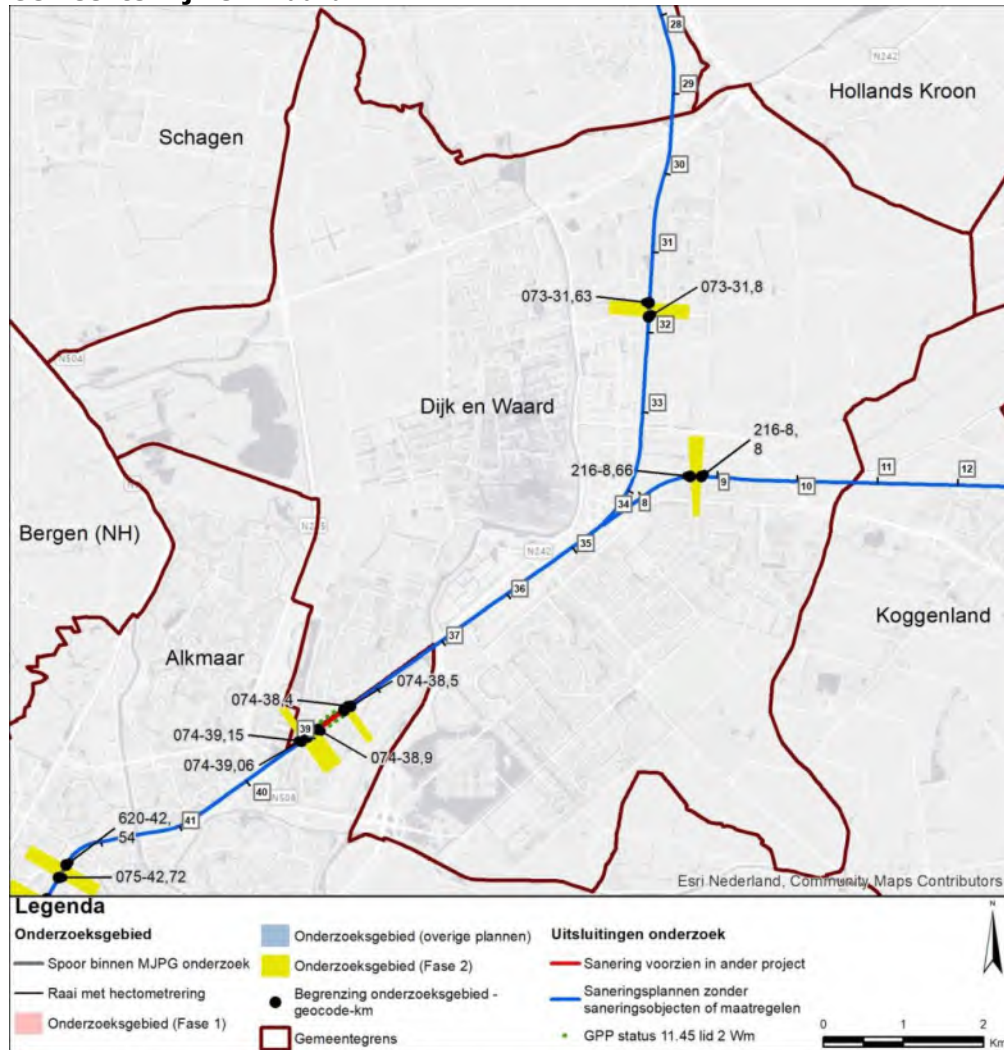 28
N242
29
Hollands Kroon
Schagen
30
31
073-31,63
073-31,8
32
N504
Dijk en Waard
33
216-8,
8
216-8,66
9
10
11
12
34
8
Bergen (NH)
N242
35
36
Koggenland
37
Alkmaar
074-38,4
074-38,5
39
074-39,15
074-38,9
074-39,06
40
N508
620-42,
54
41
075-42,72
Esri Nederland, Community Maps Contributors
Legenda
Onderzoeksgebied
Spoor binnen MJPG onderzoek
Raai met hectometrering
Onderzoeksgebied (Fase 1)
Onderzoeksgebied (overige plannen)
Onderzoeksgebied (Fase 2)
Begrenzing onderzoeksgebied -
geocode-km
Gemeentegrens
Uitsluitingen onderzoek
Sanering voorzien in ander project
Saneringsplannen zonder
saneringsobjecten of maatregelen
GPP status 11.45 lid 2 Wm
N
0 1 2
Km